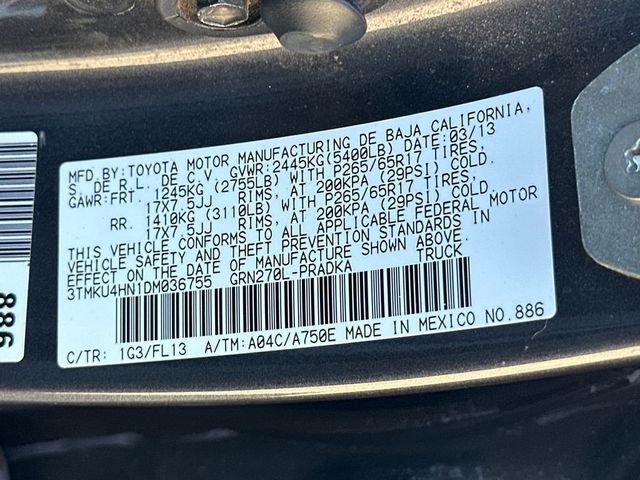 MFD. BY: TOYOTA MOTOR MANUFACTURING DE BAJA CALIFORNIA,
S. DE R.L. DE C.V. GVWR: 2445KG(5400LB) DATE: 03/13
GAWR: FRT. 1245KG (2755LB), WITH P265/65R17 TIRES,
17X7.5JJ RIMS, AT 200KPA (29PSI) COLD.
RR. 1410KG (3110LB), WITH P265/65R17 TIRES,
17X7.5JJ RIMS, AT 200KPA (29PSI) COLD.
THIS VEHICLE CONFORMS TO ALL APPLICABLE FEDERAL MOTOR
VEHICLE SAFETY AND THEFT PREVENTION STANDARDS IN
EFFECT ON THE DATE OF MANUFACTURE SHOWN ABOVE.
3TMKU4HN1DM036755 GRN270L-PRADKA TRUCK
C/TR: 1G3/FL13 A/TM: A04C/A750E MADE IN MEXICO NO.886
886